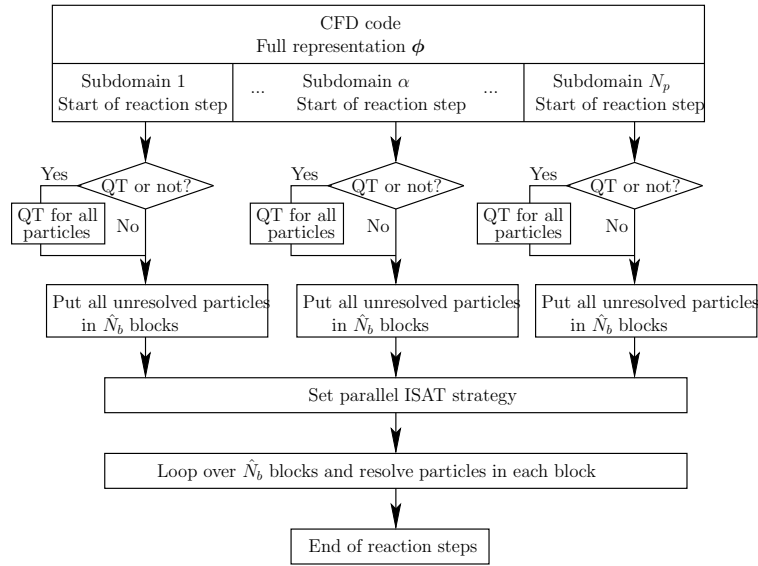 CFD code
Full representation ϕ
Subdomain 1
Start of reaction step
...
Subdomain α
Start of reaction step
...
Subdomain N_p
Start of reaction step
Yes
QT or not?
QT for all
particles
No
Yes
QT or not?
QT for all
particles
No
Yes
QT or not?
QT for all
particles
No
Put all unresolved particles
in N̂_b blocks
Put all unresolved particles
in N̂_b blocks
Put all unresolved particles
in N̂_b blocks
Set parallel ISAT strategy
Loop over N̂_b blocks and resolve particles in each block
End of reaction steps